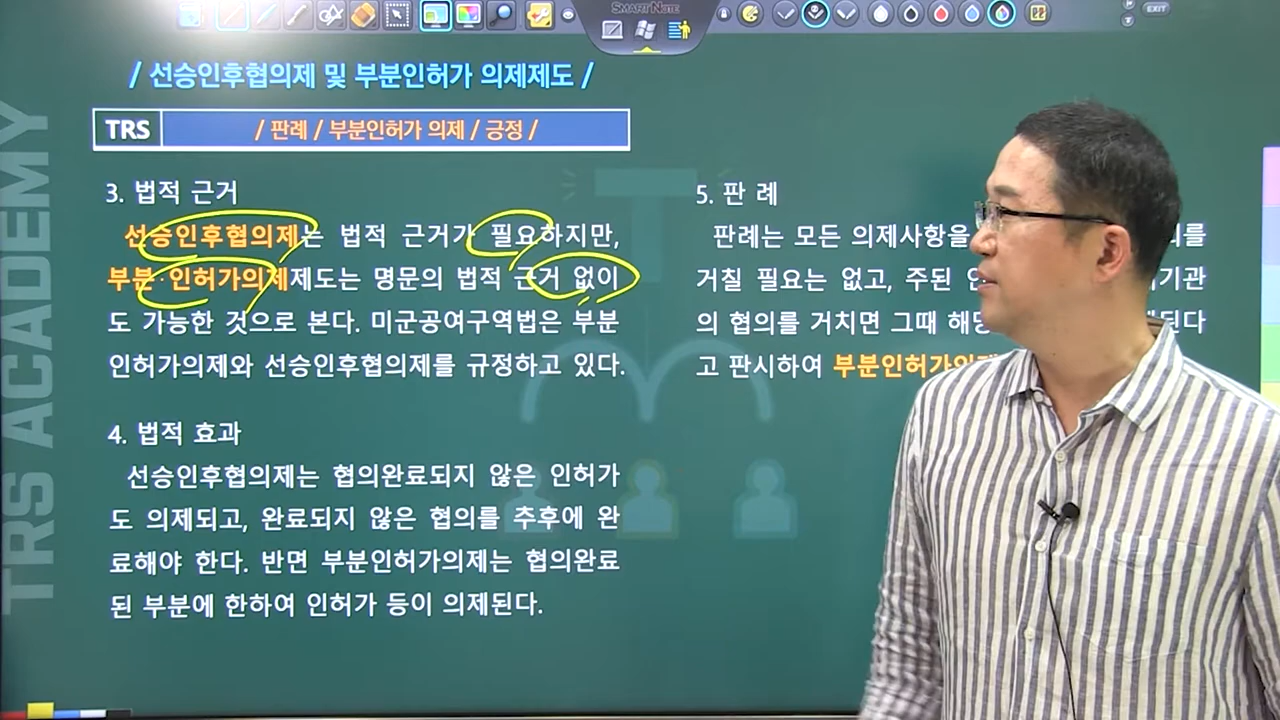 SMART NOTE
EXIT
/ 선승인후협의제 및 부분인허가 의제제도 /
TRS
/ 판례 / 부분인허가 의제 / 긍정 /
3. 법적 근거
선승인후협의제는 법적 근거가 필요하지만,
부분·인허가의제제도는 명문의 법적 근거 없이
도 가능한 것으로 본다. 미군공여구역법은 부분
인허가의제와 선승인후협의제를 규정하고 있다.
4. 법적 효과
선승인후협의제는 협의완료되지 않은 인허가
도 의제되고, 완료되지 않은 협의를 추후에 완
료해야 한다. 반면 부분인허가의제는 협의완료
된 부분에 한하여 인허가 등이 의제된다.
5. 판 례
판례는 모든 의제사항을
거칠 필요는 없고, 주된
의 협의를 거치면 그때
고 판시하여 부분인허가의제
TRS ACADEMY